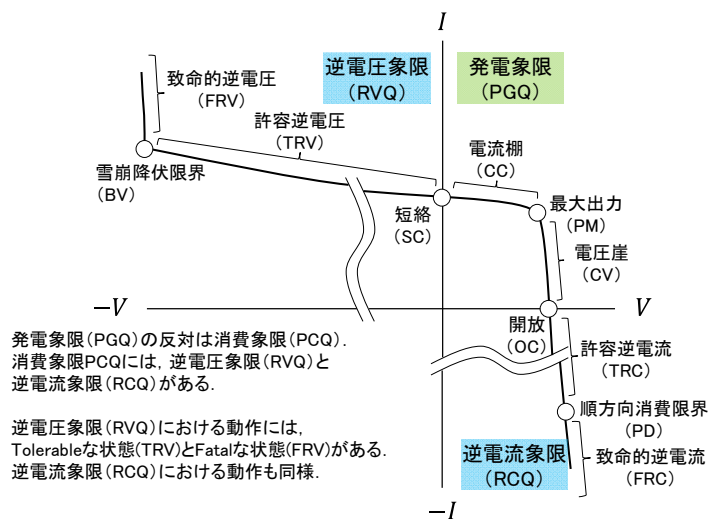 I
逆電圧象限
(RVQ)
発電象限
(PGQ)
致命的逆電圧
(FRV)
許容逆電圧
(TRV)
電流棚
(CC)
雪崩降伏限界
(BV)
短絡
(SC)
最大出力
(PM)
電圧崖
(CV)
−V
V
開放
(OC)
許容逆電流
(TRC)
順方向消費限界
(PD)
逆電流象限
(RCQ)
致命的逆電流
(FRC)
−I
発電象限(PGQ)の反対は消費象限(PCQ).
消費象限PCQには, 逆電圧象限(RVQ)と
逆電流象限(RCQ)がある.
逆電圧象限(RVQ)における動作には,
Tolerableな状態(TRV)とFatalな状態(FRV)がある.
逆電流象限(RCQ)における動作も同様.